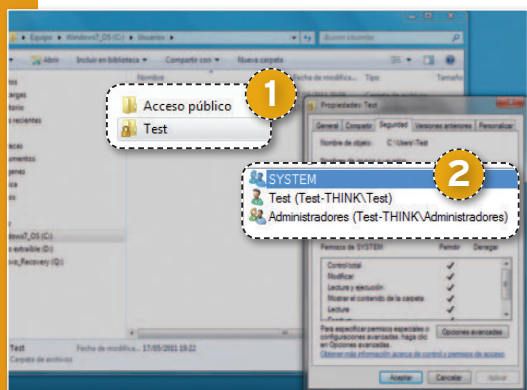 Equipo ▸ Windows7_OS (C:) ▸ Usuarios ▸
Buscar Usuarios
Abrir Incluir en biblioteca Compartir con Nueva carpeta
Nombre Fecha de modifica... Tipo Tamaño
1
Acceso público
Test
Propiedades: Test
General Compartir Seguridad Versiones anteriores Personalizar
Nombre de objeto: C:\Users\Test
2
SYSTEM
Test (Test-THINK\Test)
Administradores (Test-THINK\Administradores)
Permisos de SYSTEM Permitir Denegar
Control total
Modificar
Lectura y ejecución
Mostrar el contenido de la carpeta
Lectura
Para especificar permisos especiales o
configuraciones avanzadas, haga clic
en Opciones avanzadas.
Opciones avanzadas
Obtener más información acerca de control y permisos de acceso
Aceptar Cancelar Aplicar
recientes
dows7_OS (C:)
extraíble (D:)
ovo_Recovery (Q:)
Test Fecha de modifica... 17/05/2011 19:22
Carpeta de archivos